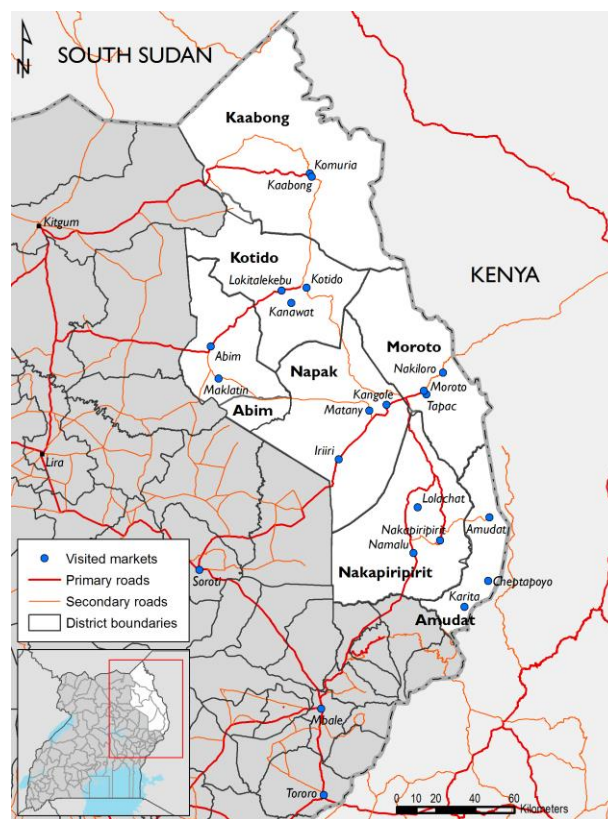 N
SOUTH SUDAN
Kaabong
Komuria
Kaabong
Kitgum
Kotido
KENYA
Lokitalekebu
Kotido
Kanawat
Abim
Moroto
Napak
Nakiloro
Maklatin
Moroto
Kangole
Tapac
Abim
Matany
Iriiri
Lira
Lolachat
Nakapiripirit
Amudat
Namalu
Nakapiripirit
Cheptapoyo
Karita
Amudat
Visited markets
Primary roads
Secondary roads
District boundaries
Soroti
Mbale
Tororo
0 10 20 40 60
Kilometers